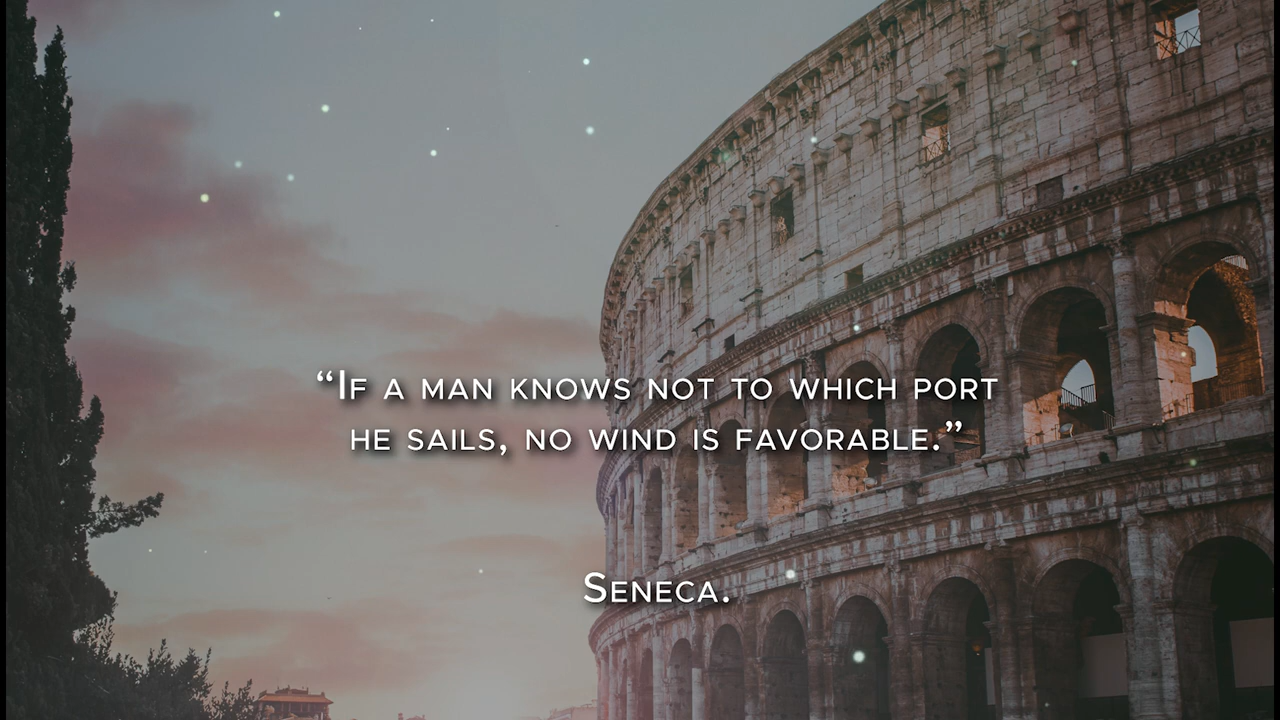 “If a man knows not to which port
he sails, no wind is favorable.”
Seneca.